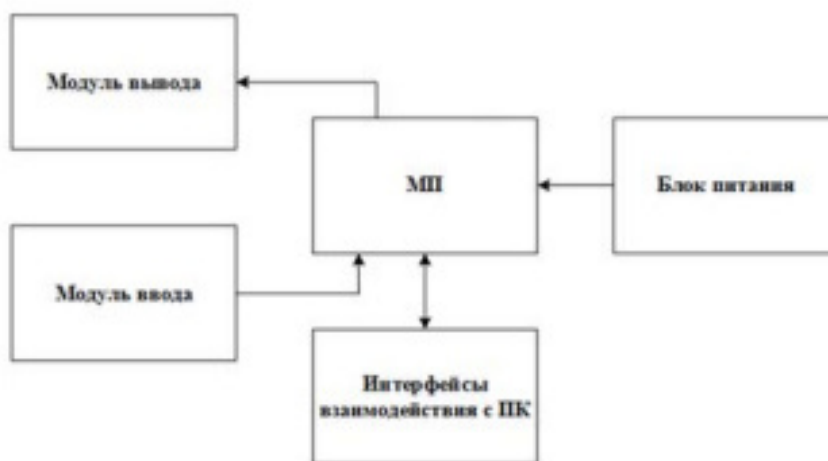 Модуль вывода
МП
Блок питания
Модуль ввода
Интерфейсы
взаимодействия с ПК